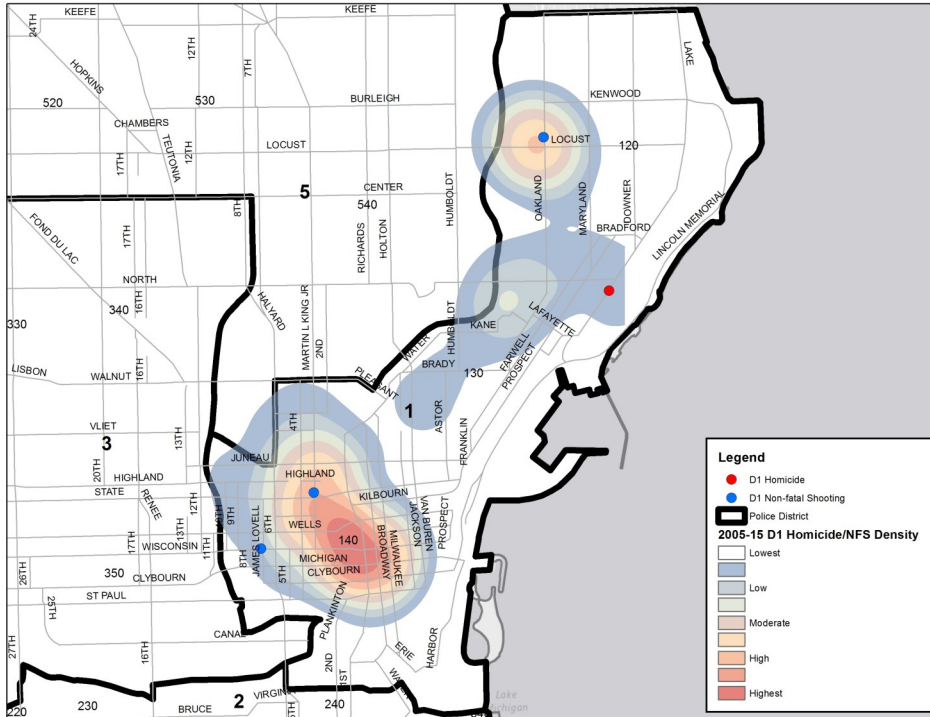 KEEFE
KEEFE
24TH
12TH
7TH
LAKE
HOPKINS
KENWOOD
520
530
BURLEIGH
CHAMBERS
TEUTONIA
LOCUST
120
17TH
12TH
LOCUST
5
CENTER
8TH
540
HUMBOLDT
OAKLAND
MARYLAND
DOWNER
LINCOLN MEMORIAL
FOND DU LAC
17TH
RICHARDS
HOLTON
BRADFORD
NORTH
HALYARD
MARTIN L KING JR
16TH
340
330
2ND
HUMBOLDT
LAFAYETTE
KANE
WATER
FARWELL
PROSPECT
LISBON
WALNUT
16TH
BRADY
130
PLEASANT
1
ASTOR
4TH
VLIET
3
13TH
FRANKLIN
JUNEAU
20TH
HIGHLAND
HIGHLAND
STATE
RENEE
12TH
10TH
9TH
KILBOURN
JAMES LOVELL
6TH
WELLS
JACKSON
VAN BUREN
PROSPECT
17TH
13TH
WISCONSIN
11TH
8TH
140
MILWAUKEE
BROADWAY
MICHIGAN
26TH
350
CLYBOURN
5TH
CLYBOURN
ST PAUL
25TH
PLANKINTON
CANAL
27TH
16TH
2ND
1ST
ERIE
HARBOR
WATER
2
VIRGINIA
220
230
BRUCE
5TH
240
Lake
Michigan
Legend
D1 Homicide
D1 Non-fatal Shooting
Police District
2005-15 D1 Homicide/NFS Density
Lowest
Low
Moderate
High
Highest